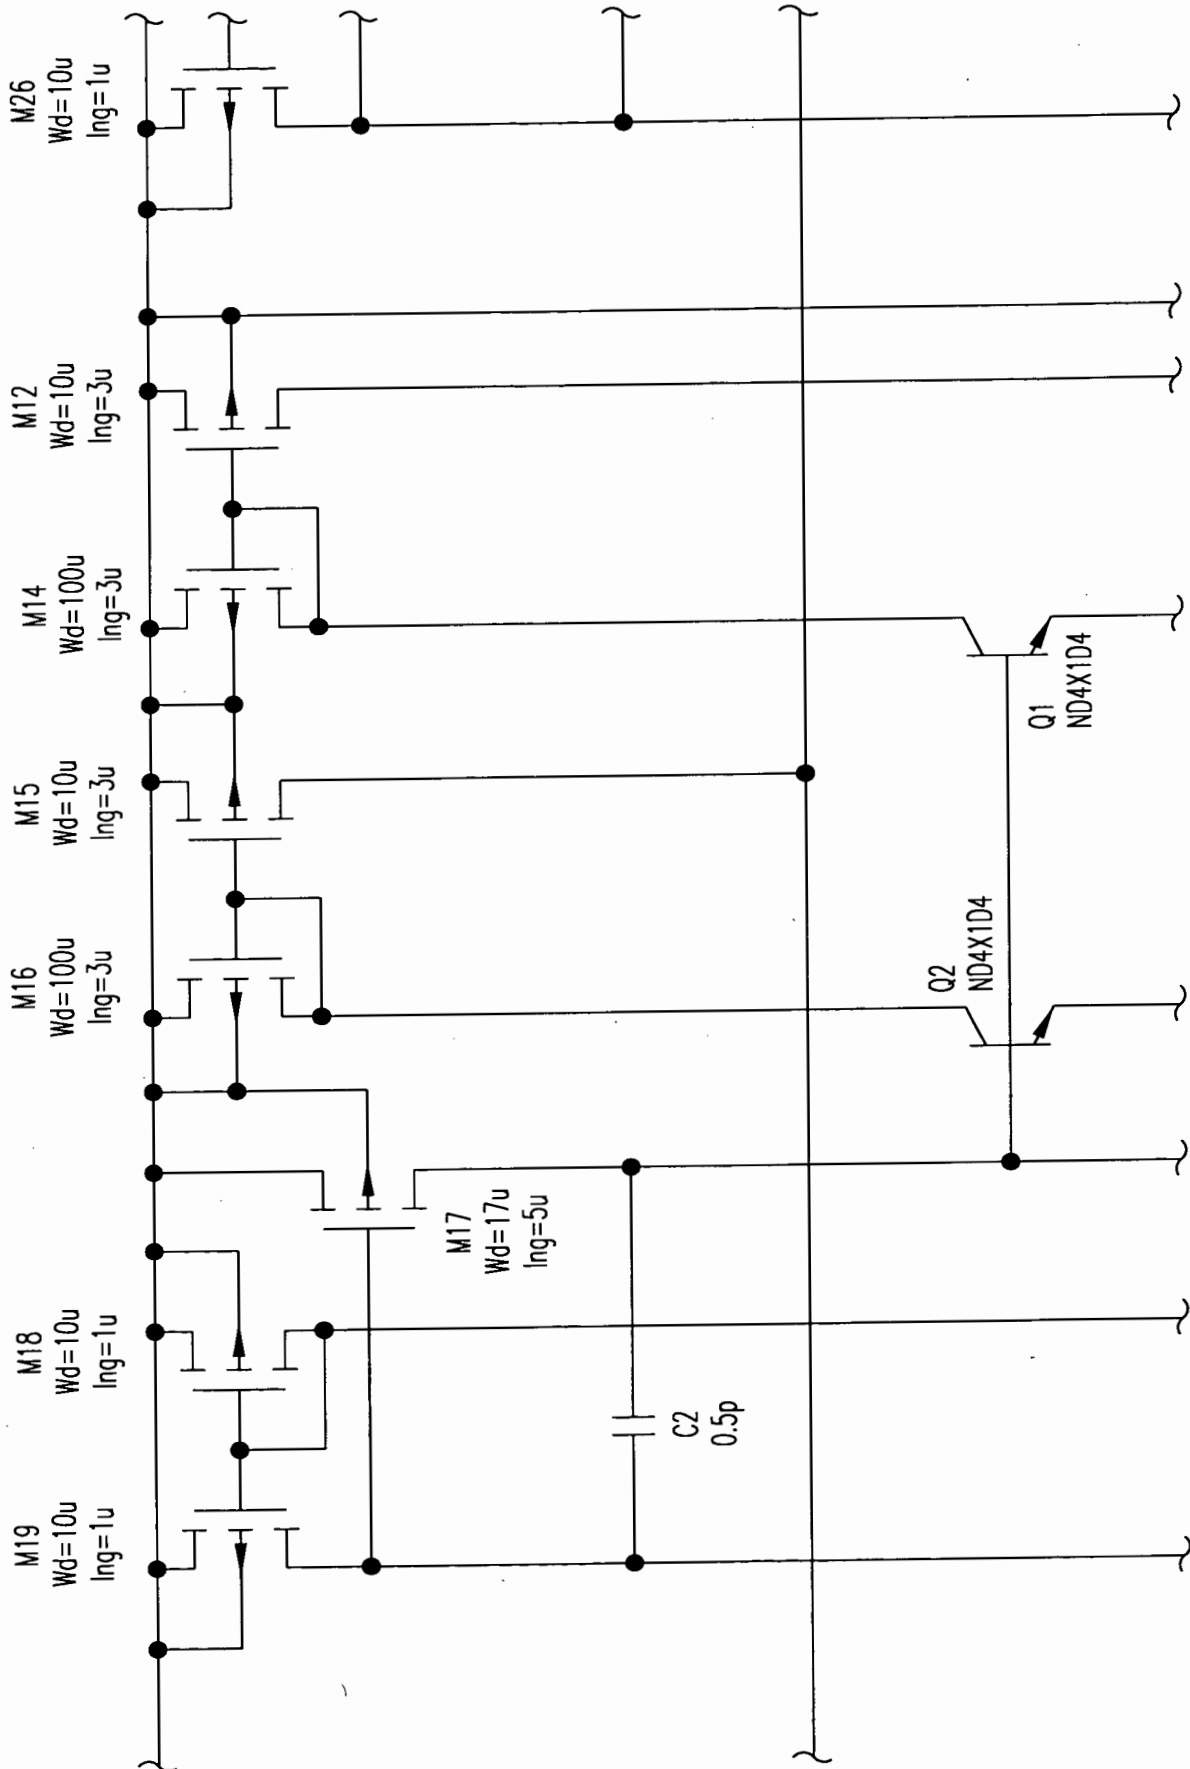 M19
Wd=10u
lng=1u
M18
Wd=10u
lng=1u
M17
Wd=17u
lng=5u
M16
Wd=100u
lng=3u
M15
Wd=10u
lng=3u
M14
Wd=100u
lng=3u
M12
Wd=10u
lng=3u
M26
Wd=10u
lng=1u
C2
0.5p
Q2
ND4X1D4
Q1
ND4X1D4